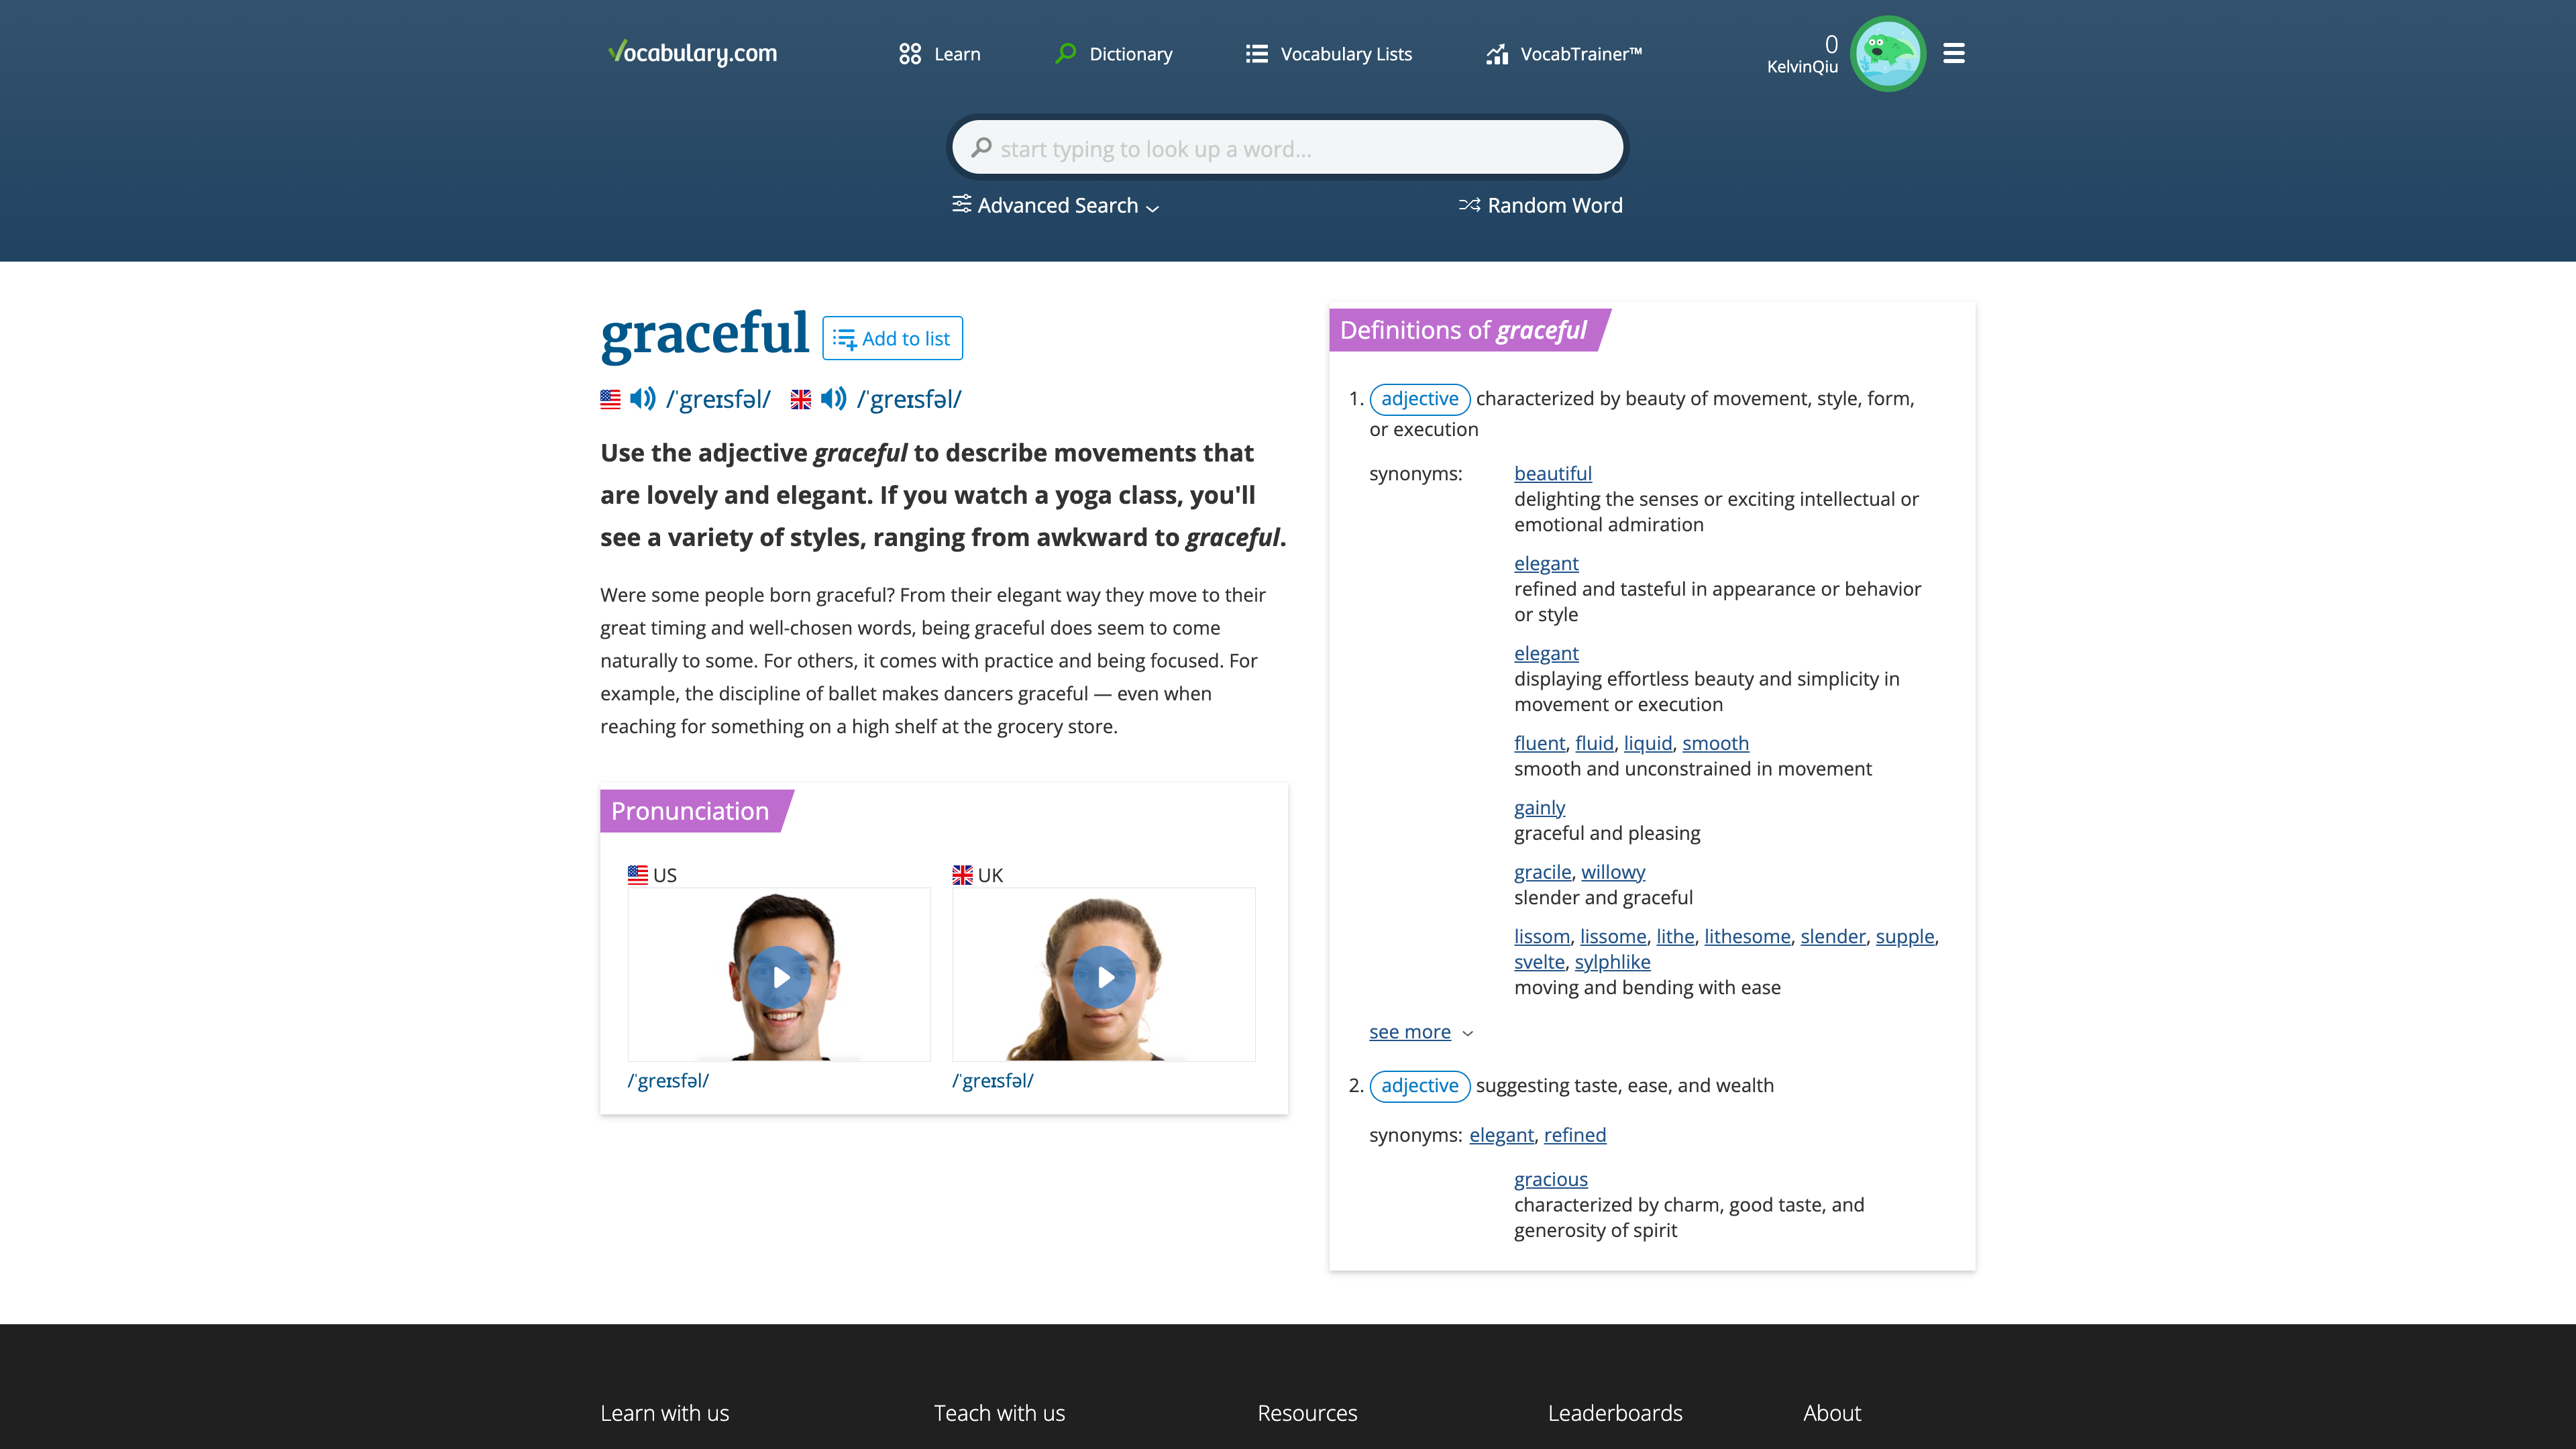 Vocabulary.com
Learn
Dictionary
Vocabulary Lists
VocabTrainer™
0
KelvinQiu
start typing to look up a word...
Advanced Search
Random Word
graceful
Add to list
/ˈgreɪsfəl/
/ˈgreɪsfəl/
Use the adjective graceful to describe movements that
are lovely and elegant. If you watch a yoga class, you'll
see a variety of styles, ranging from awkward to graceful.
Were some people born graceful? From their elegant way they move to their
great timing and well-chosen words, being graceful does seem to come
naturally to some. For others, it comes with practice and being focused. For
example, the discipline of ballet makes dancers graceful — even when
reaching for something on a high shelf at the grocery store.
Pronunciation
US
/ˈgreɪsfəl/
UK
/ˈgreɪsfəl/
Definitions of graceful
1. adjective characterized by beauty of movement, style, form,
or execution
synonyms:
beautiful
delighting the senses or exciting intellectual or
emotional admiration
elegant
refined and tasteful in appearance or behavior
or style
elegant
displaying effortless beauty and simplicity in
movement or execution
fluent, fluid, liquid, smooth
smooth and unconstrained in movement
gainly
graceful and pleasing
gracile, willowy
slender and graceful
lissom, lissome, lithe, lithesome, slender, supple,
svelte, sylphlike
moving and bending with ease
see more
2. adjective suggesting taste, ease, and wealth
synonyms: elegant, refined
gracious
characterized by charm, good taste, and
generosity of spirit
Learn with us
Teach with us
Resources
Leaderboards
About